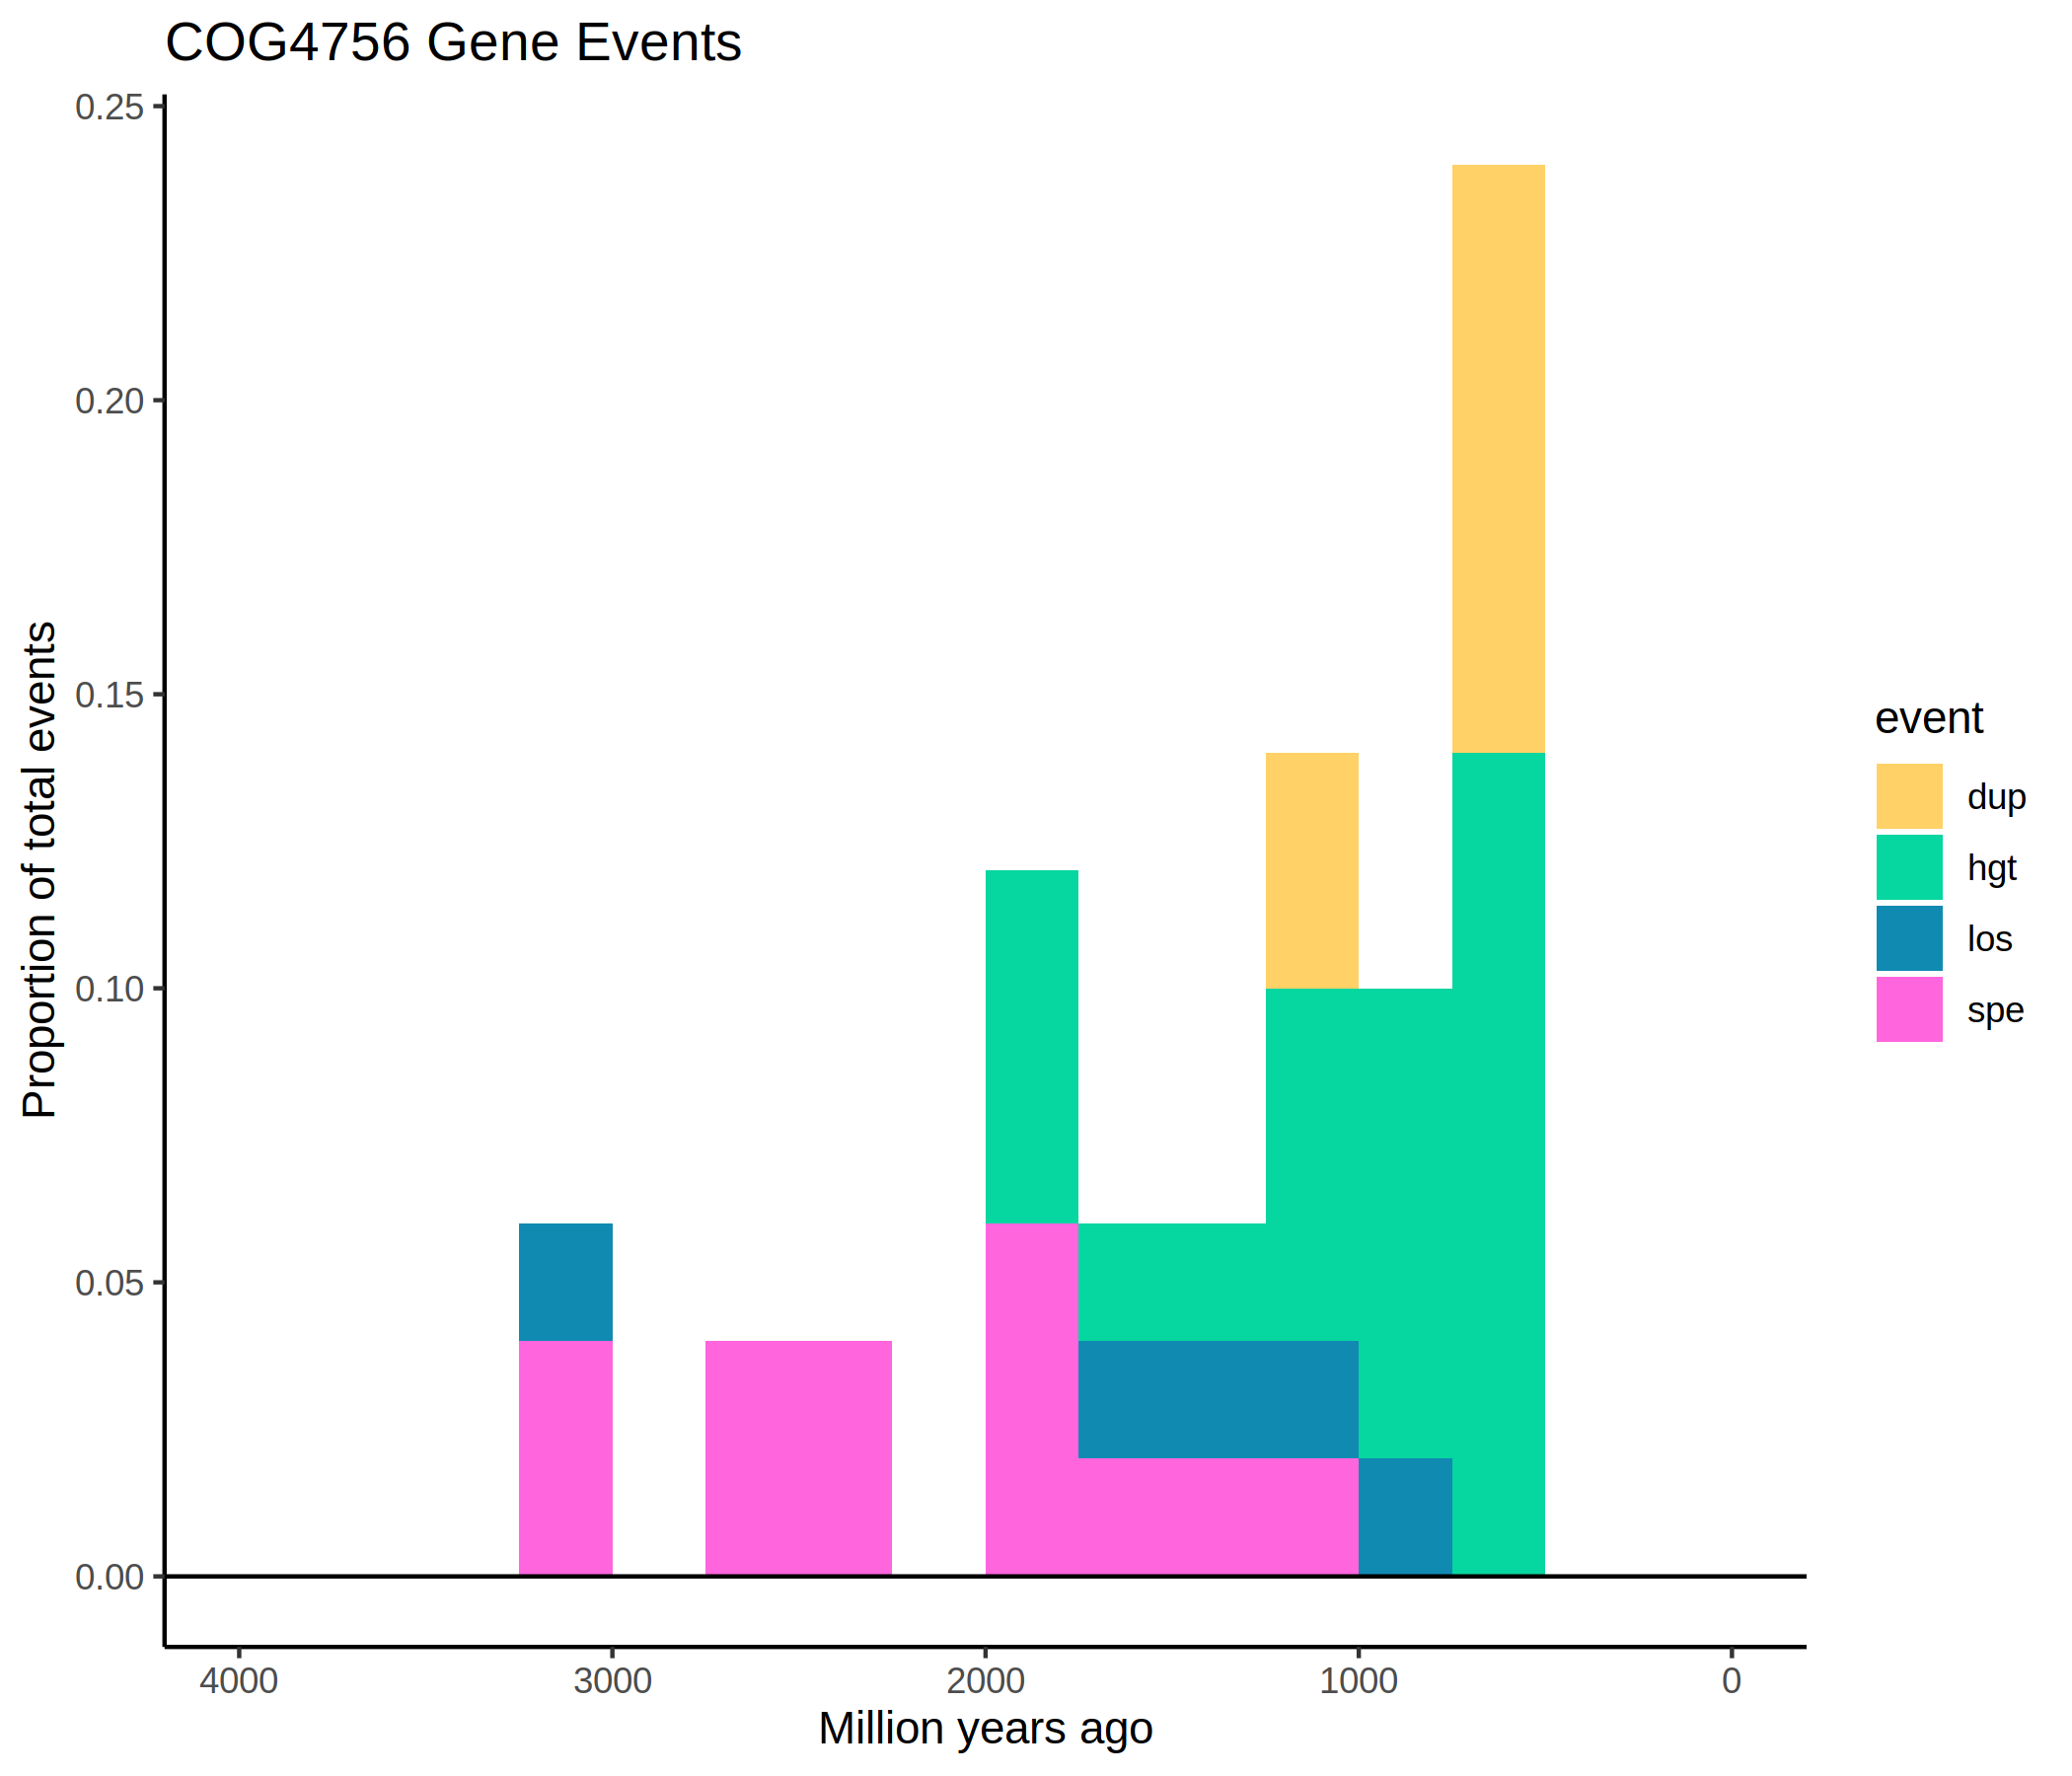 COG4756 Gene Events
0.25
0.20
0.15
0.10
0.05
0.00
Proportion of total events
4000 3000 2000 1000 0
Million years ago
event
dup
hgt
los
spe